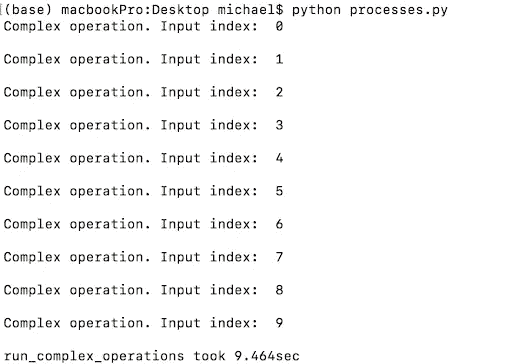 ((base) macbookPro:Desktop michael$ python processes.py
Complex operation. Input index:  0
Complex operation. Input index:  1
Complex operation. Input index:  2
Complex operation. Input index:  3
Complex operation. Input index:  4
Complex operation. Input index:  5
Complex operation. Input index:  6
Complex operation. Input index:  7
Complex operation. Input index:  8
Complex operation. Input index:  9
run_complex_operations took 9.464sec